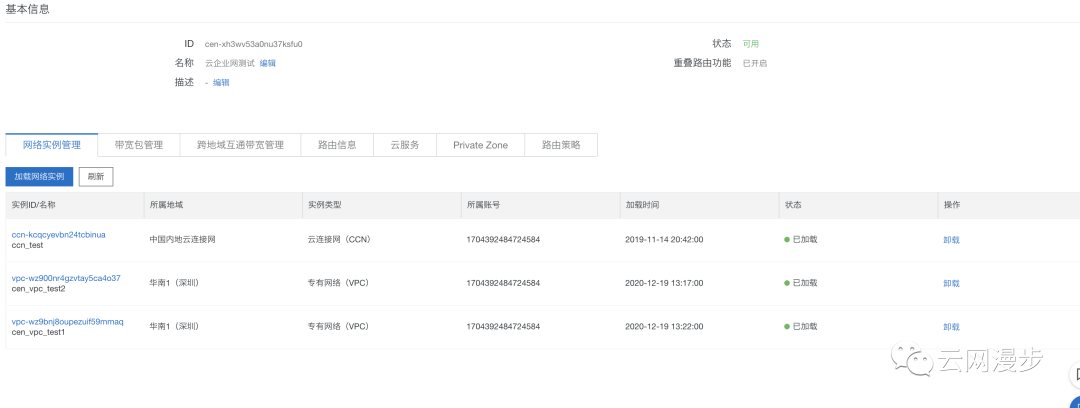 基本信息
ID cen-xh3wv53a0nu37ksfu0 状态 可用
名称 云企业网测试 编辑 重叠路由功能 已开启
描述 - 编辑
网络实例管理 带宽包管理 跨地域互通带宽管理 路由信息 云服务 Private Zone 路由策略
加载网络实例 刷新
实例ID/名称 所属地域 实例类型 所属账号 加载时间 状态 操作
ccn-kcqcyevbn24tcbinua
ccn_test 中国内地云连接网 云连接网（CCN） 1704392484724584 2019-11-14 20:42:00 已加载 卸载
vpc-wz900nr4gzvtay5ca4o37
cen_vpc_test2 华南1（深圳） 专有网络（VPC） 1704392484724584 2020-12-19 13:17:00 已加载 卸载
vpc-wz9bnj8oupezuif59mmaq
cen_vpc_test1 华南1（深圳） 专有网络（VPC） 1704392484724584 2020-12-19 13:22:00 已加载 卸载
云网漫步